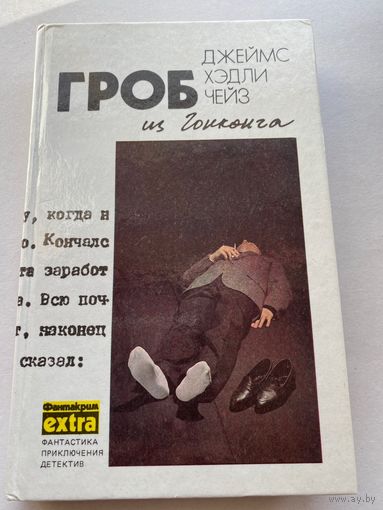 ДЖЕЙМС
ХЭДЛИ
ЧЕЙЗ
ГРОБ
из Гонконга
у, когда н
о. Кончалс
та заработ
а. Всю поч
т, наконец
сказал:
Фантакрим
extra
ФАНТАСТИКА
ПРИКЛЮЧЕНИЯ
ДЕТЕКТИВ
www.ay.by